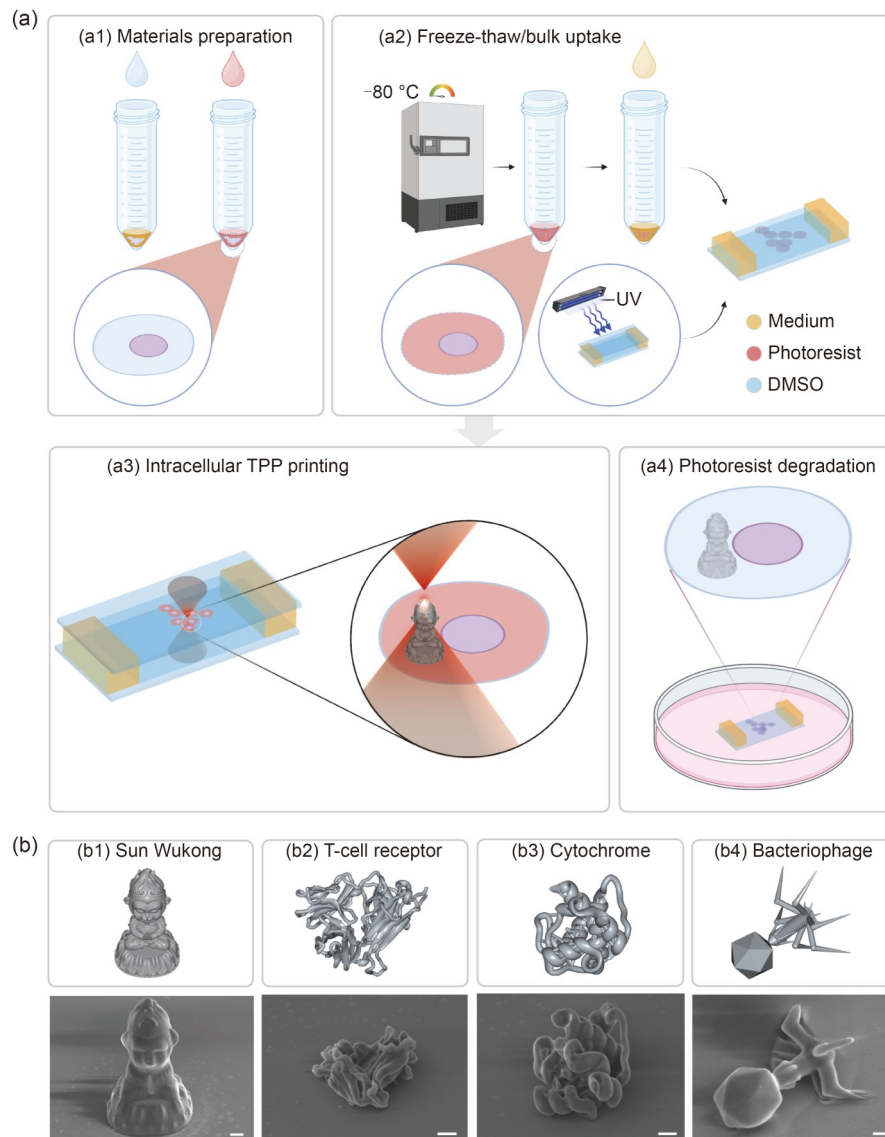 (a)
(a1) Materials preparation
(a2) Freeze-thaw/bulk uptake
−80 °C
UV
Medium
Photoresist
DMSO
(a3) Intracellular TPP printing
(a4) Photoresist degradation
(b)
(b1) Sun Wukong
(b2) T-cell receptor
(b3) Cytochrome
(b4) Bacteriophage